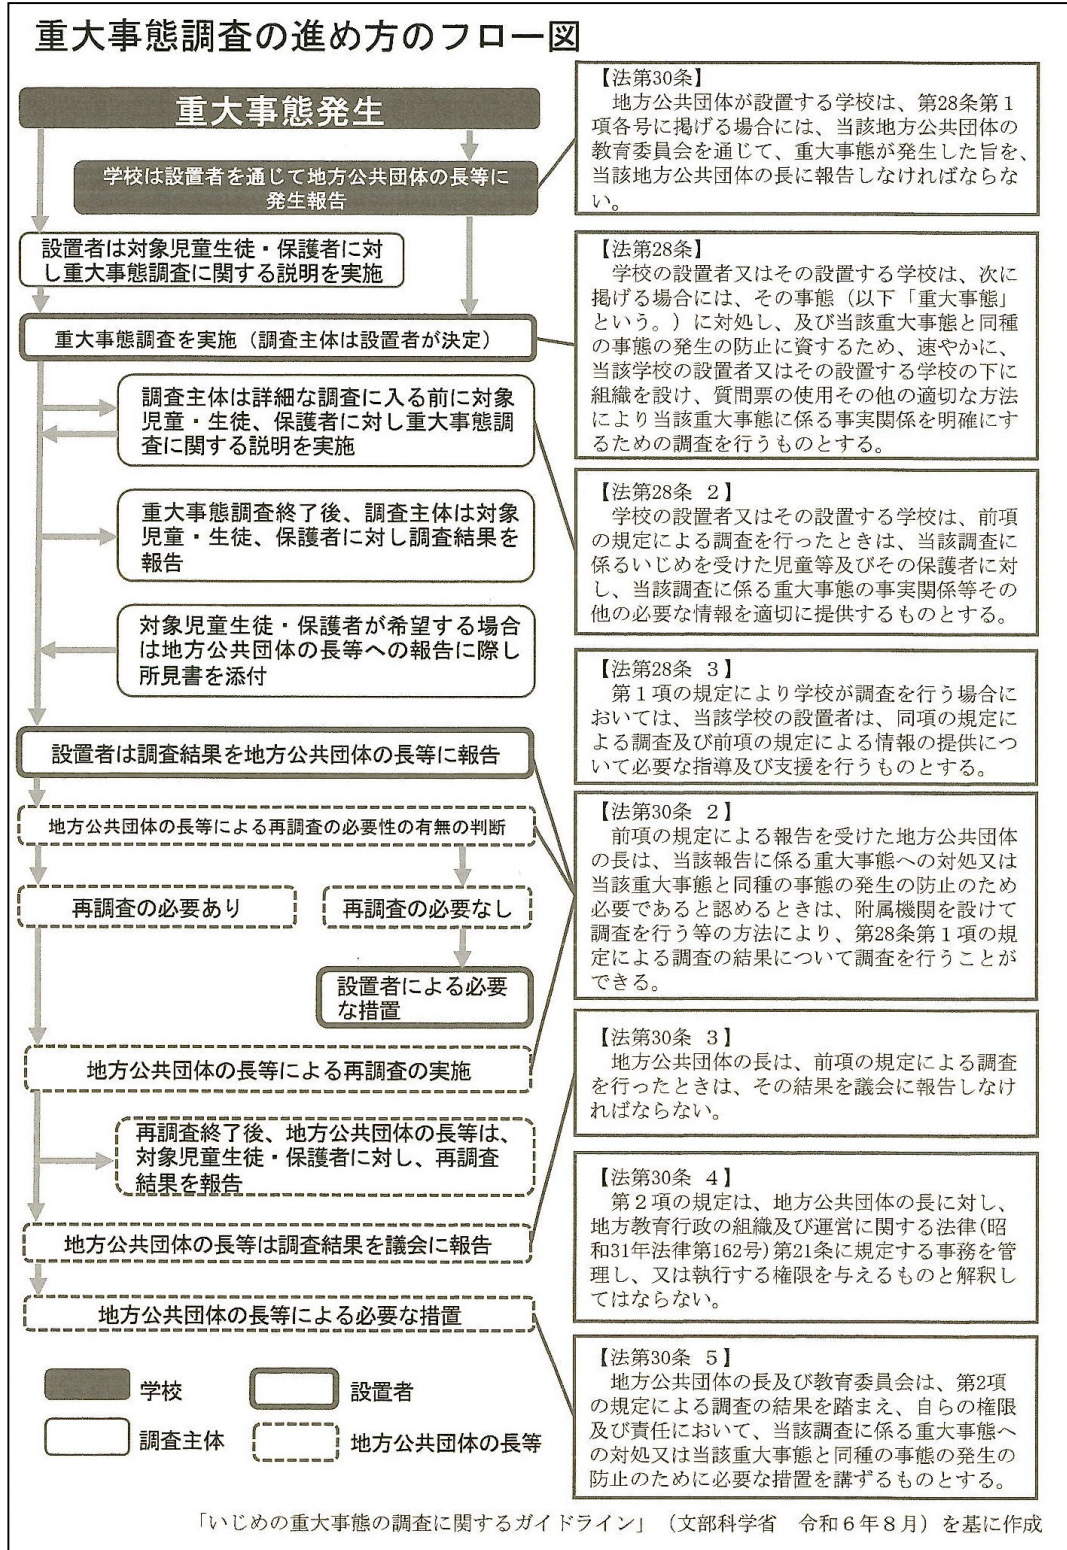 重大事態調査の進め方のフロー図
重大事態発生
学校は設置者を通じて地方公共団体の長等に
発生報告
設置者は対象児童生徒・保護者に対
し重大事態調査に関する説明を実施
重大事態調査を実施（調査主体は設置者が決定）
調査主体は詳細な調査に入る前に対象
児童・生徒、保護者に対し重大事態調
査に関する説明を実施
重大事態調査終了後、調査主体は対象
児童・生徒、保護者に対し調査結果を
報告
対象児童生徒・保護者が希望する場合
は地方公共団体の長等への報告に際し
所見書を添付
設置者は調査結果を地方公共団体の長等に報告
地方公共団体の長等による再調査の必要性の有無の判断
再調査の必要あり
再調査の必要なし
設置者による必要
な措置
地方公共団体の長等による再調査の実施
再調査終了後、地方公共団体の長等は、
対象児童生徒・保護者に対し、再調査
結果を報告
地方公共団体の長等は調査結果を議会に報告
地方公共団体の長等による必要な措置
学校
設置者
調査主体
地方公共団体の長等
【法第30条】
地方公共団体が設置する学校は、第28条第１
項各号に掲げる場合には、当該地方公共団体の
教育委員会を通じて、重大事態が発生した旨を、
当該地方公共団体の長に報告しなければならな
い。
【法第28条】
学校の設置者又はその設置する学校は、次に
掲げる場合には、その事態（以下「重大事態」
という。）に対処し、及び当該重大事態と同種
の事態の発生の防止に資するため、速やかに、
当該学校の設置者又はその設置する学校の下に
組織を設け、質問票の使用その他の適切な方法
により当該重大事態に係る事実関係を明確にす
るための調査を行うものとする。
【法第28条 ２】
学校の設置者又はその設置する学校は、前項
の規定による調査を行ったときは、当該調査に
係るいじめを受けた児童等及びその保護者に対
し、当該調査に係る重大事態の事実関係等その
他の必要な情報を適切に提供するものとする。
【法第28条 ３】
第１項の規定により学校が調査を行う場合に
おいては、当該学校の設置者は、同項の規定に
よる調査及び前項の規定による情報の提供につ
いて必要な指導及び支援を行うものとする。
【法第30条 ２】
前項の規定による報告を受けた地方公共団体
の長は、当該報告に係る重大事態への対処又は
当該重大事態と同種の事態の発生の防止のため
必要であると認めるときは、附属機関を設けて
調査を行う等の方法により、第28条第１項の規
定による調査の結果について調査を行うことが
できる。
【法第30条 ３】
地方公共団体の長は、前項の規定による調査
を行ったときは、その結果を議会に報告しなけ
ればならない。
【法第30条 ４】
第２項の規定は、地方公共団体の長に対し、
地方教育行政の組織及び運営に関する法律(昭
和31年法律第162号)第21条に規定する事務を管
理し、又は執行する権限を与えるものと解釈し
てはならない。
【法第30条 ５】
地方公共団体の長及び教育委員会は、第2項
の規定による調査の結果を踏まえ、自らの権限
及び責任において、当該調査に係る重大事態へ
の対処又は当該重大事態と同種の事態の発生の
防止のために必要な措置を講ずるものとする。
「いじめの重大事態の調査に関するガイドライン」（文部科学省　令和６年８月）を基に作成